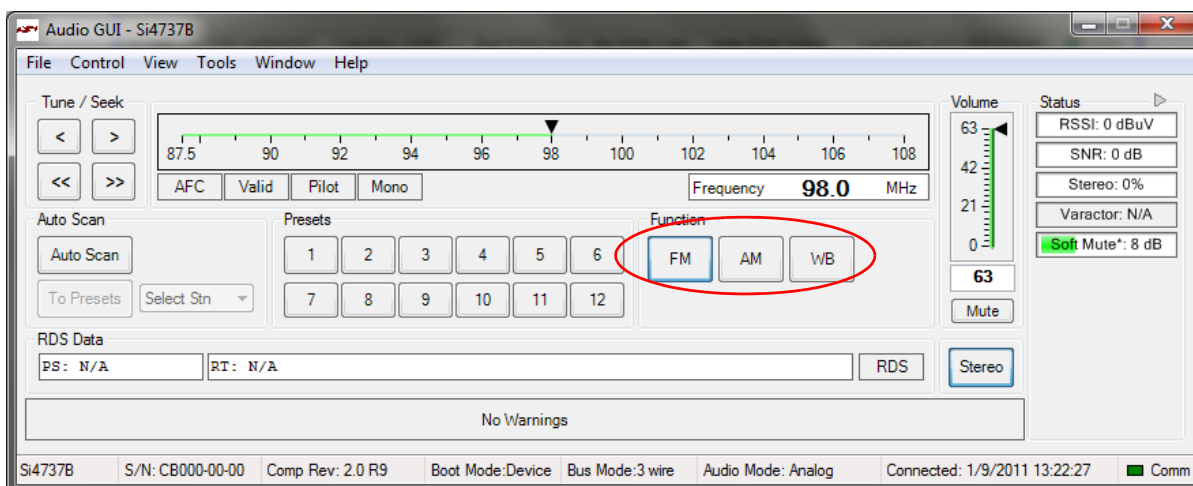 Audio GUI - Si4737B
File Control View Tools Window Help
Tune / Seek
< >
<< >>
87.5 90 92 94 96 98 100 102 104 106 108
AFC Valid Pilot Mono
Frequency 98.0 MHz
Volume
63
42
21
0
63
Mute
Status
RSSI: 0 dBuV
SNR: 0 dB
Stereo: 0%
Varactor: N/A
Soft Mute*: 8 dB
Auto Scan
Auto Scan
To Presets Select Stn
Presets
1 2 3 4 5 6
7 8 9 10 11 12
Function
FM AM WB
RDS Data
PS: N/A RT: N/A RDS
Stereo
No Warnings
Si4737B S/N: CB000-00-00 Comp Rev: 2.0 R9 Boot Mode:Device Bus Mode:3 wire Audio Mode: Analog Connected: 1/9/2011 13:22:27 Comm